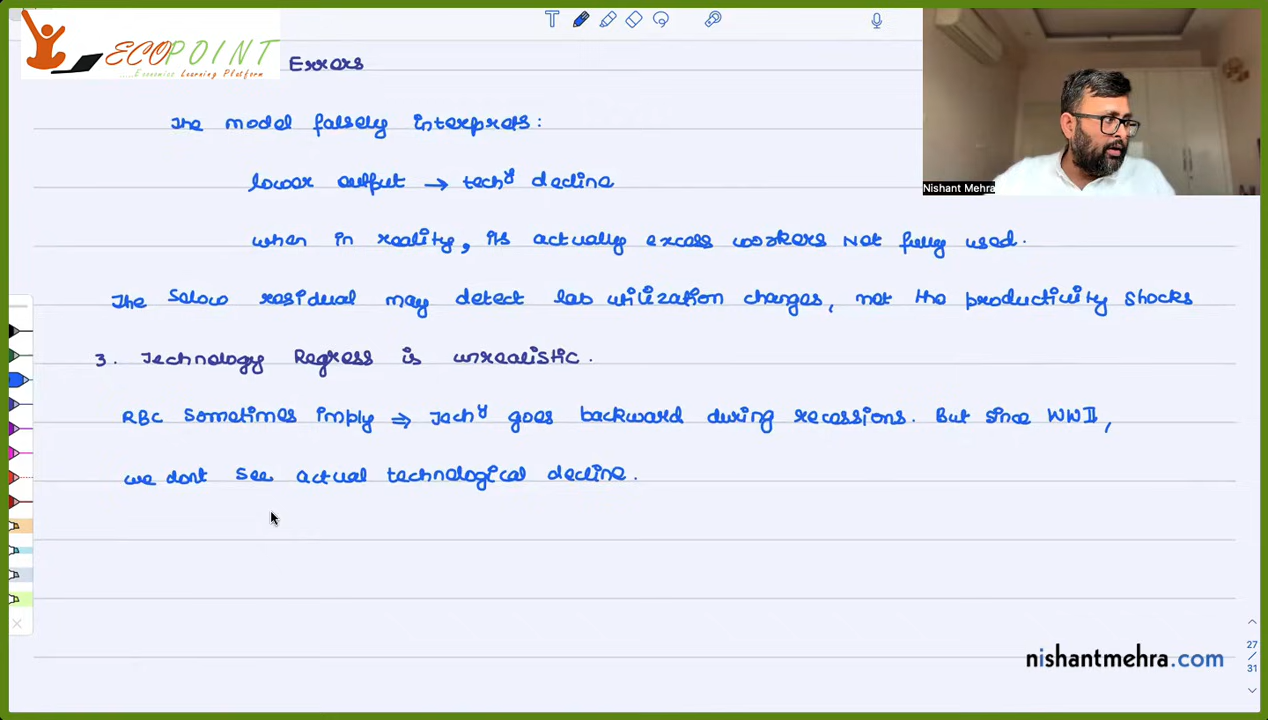 ECOPOINT
.....Economics Learning Platform
Errors
The model falsely interprets:
lower output → techy decline
when in reality, its actually excess workers Not fully used.
The Solow residual may detect lab utilization changes, not the productivity shocks
3. Technology Regress is unrealistic.
RBC Sometimes imply ⇒ Techy goes backward during recessions. But since WWII,
we dont see actual technological decline.
Nishant Mehra
nishantmehra.com
27
/
31